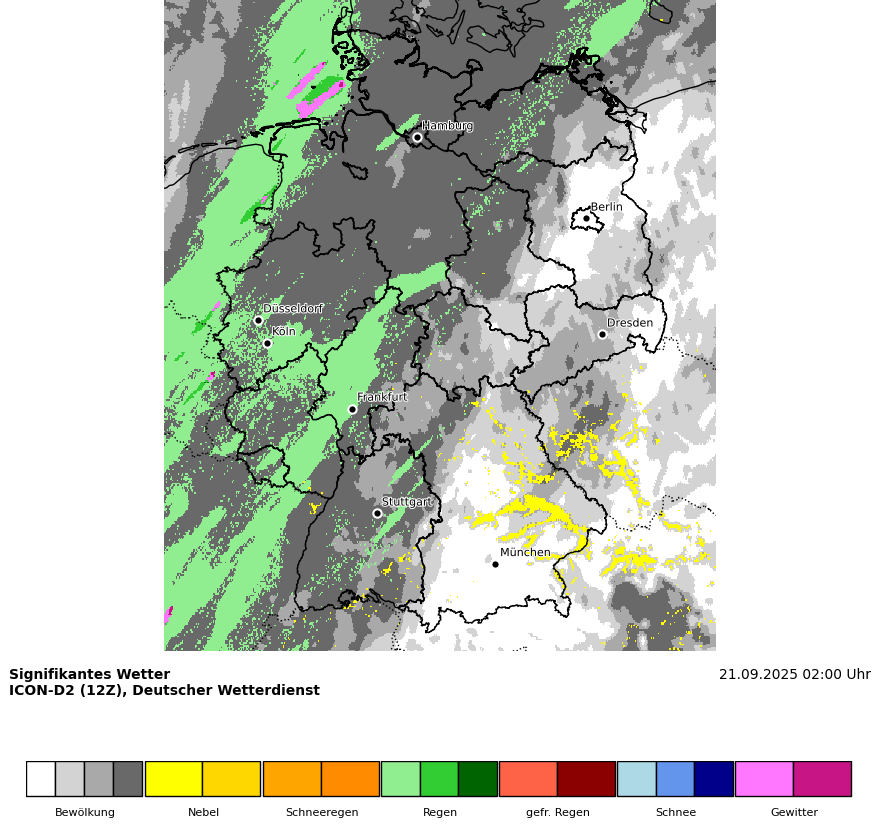 Hamburg
Berlin
Düsseldorf
Köln
Dresden
Frankfurt
Stuttgart
München
Signifikantes Wetter
21.09.2025 02:00 Uhr
ICON-D2 (12Z), Deutscher Wetterdienst
Bewölkung
Nebel
Schneeregen
Regen
gefr. Regen
Schnee
Gewitter